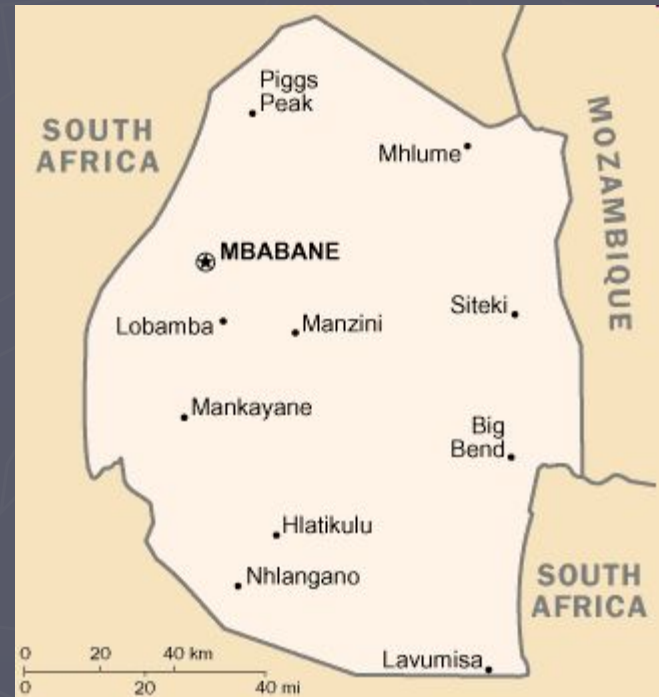 Piggs
Peak
SOUTH
AFRICA
MOZAMBIQUE
Mhlume
MBABANE
Siteki
Lobamba
Manzini
Mankayane
Big
Bend
Hlatikulu
Nhlangano
SOUTH
AFRICA
Lavumisa
0 20 40 km
0 20 40 mi